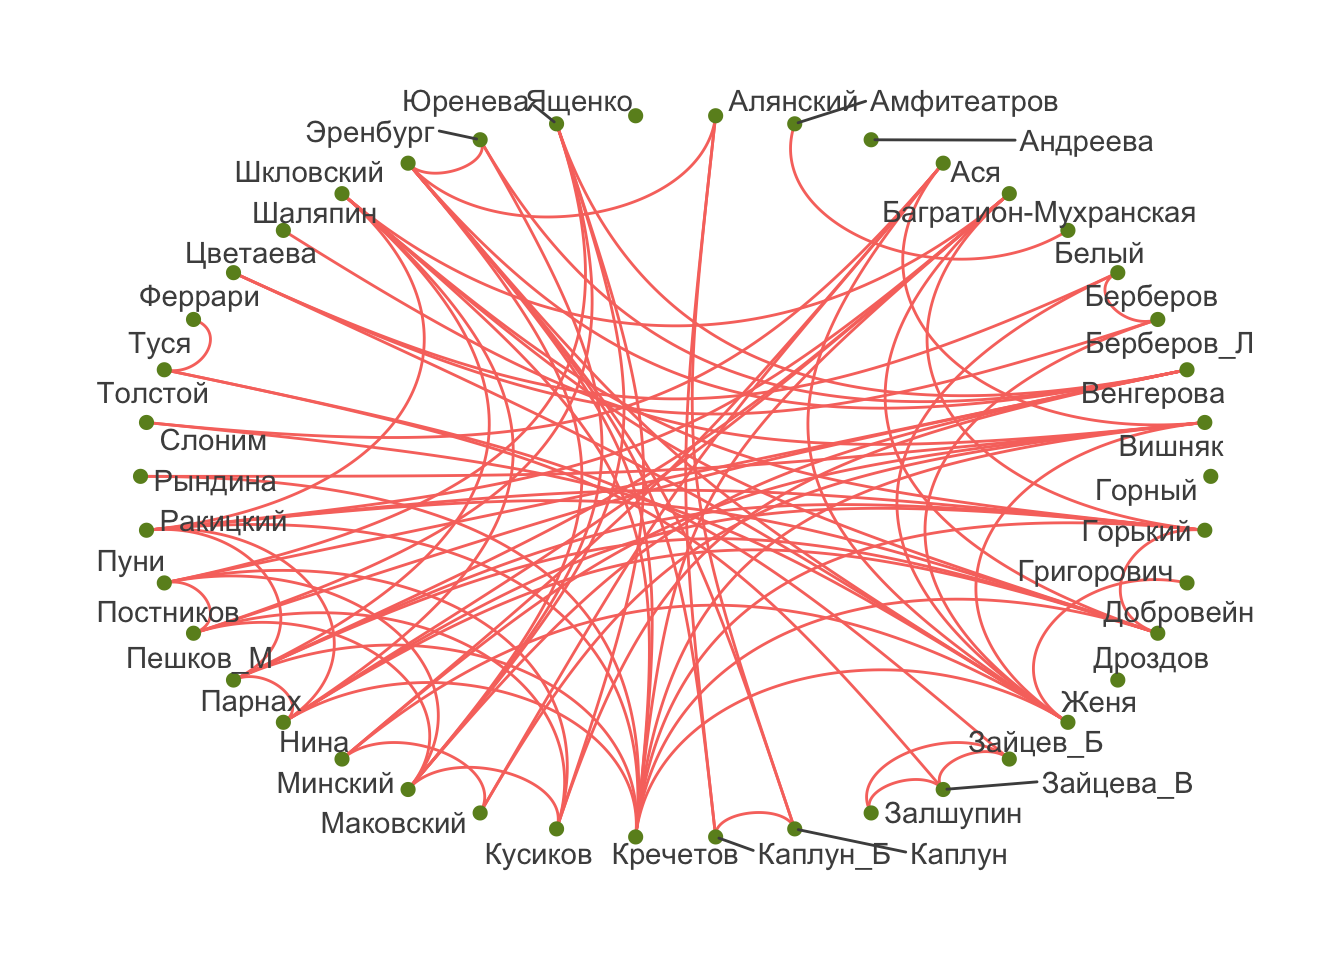 Юренева
Ященко
Алянский
Амфитеатров
Эренбург
Андреева
Шкловский
Ася
Шаляпин
Багратион-Мухранская
Цветаева
Белый
Феррари
Берберов
Туся
Берберов_Л
Толстой
Венгерова
Слоним
Вишняк
Рындина
Горный
Ракицкий
Горький
Пуни
Григорович
Постников
Добровейн
Пешков_М
Дроздов
Парнах
Женя
Нина
Зайцев_Б
Минский
Зайцева_В
Маковский
Залшупин
Кусиков
Кречетов
Каплун_Б
Каплун